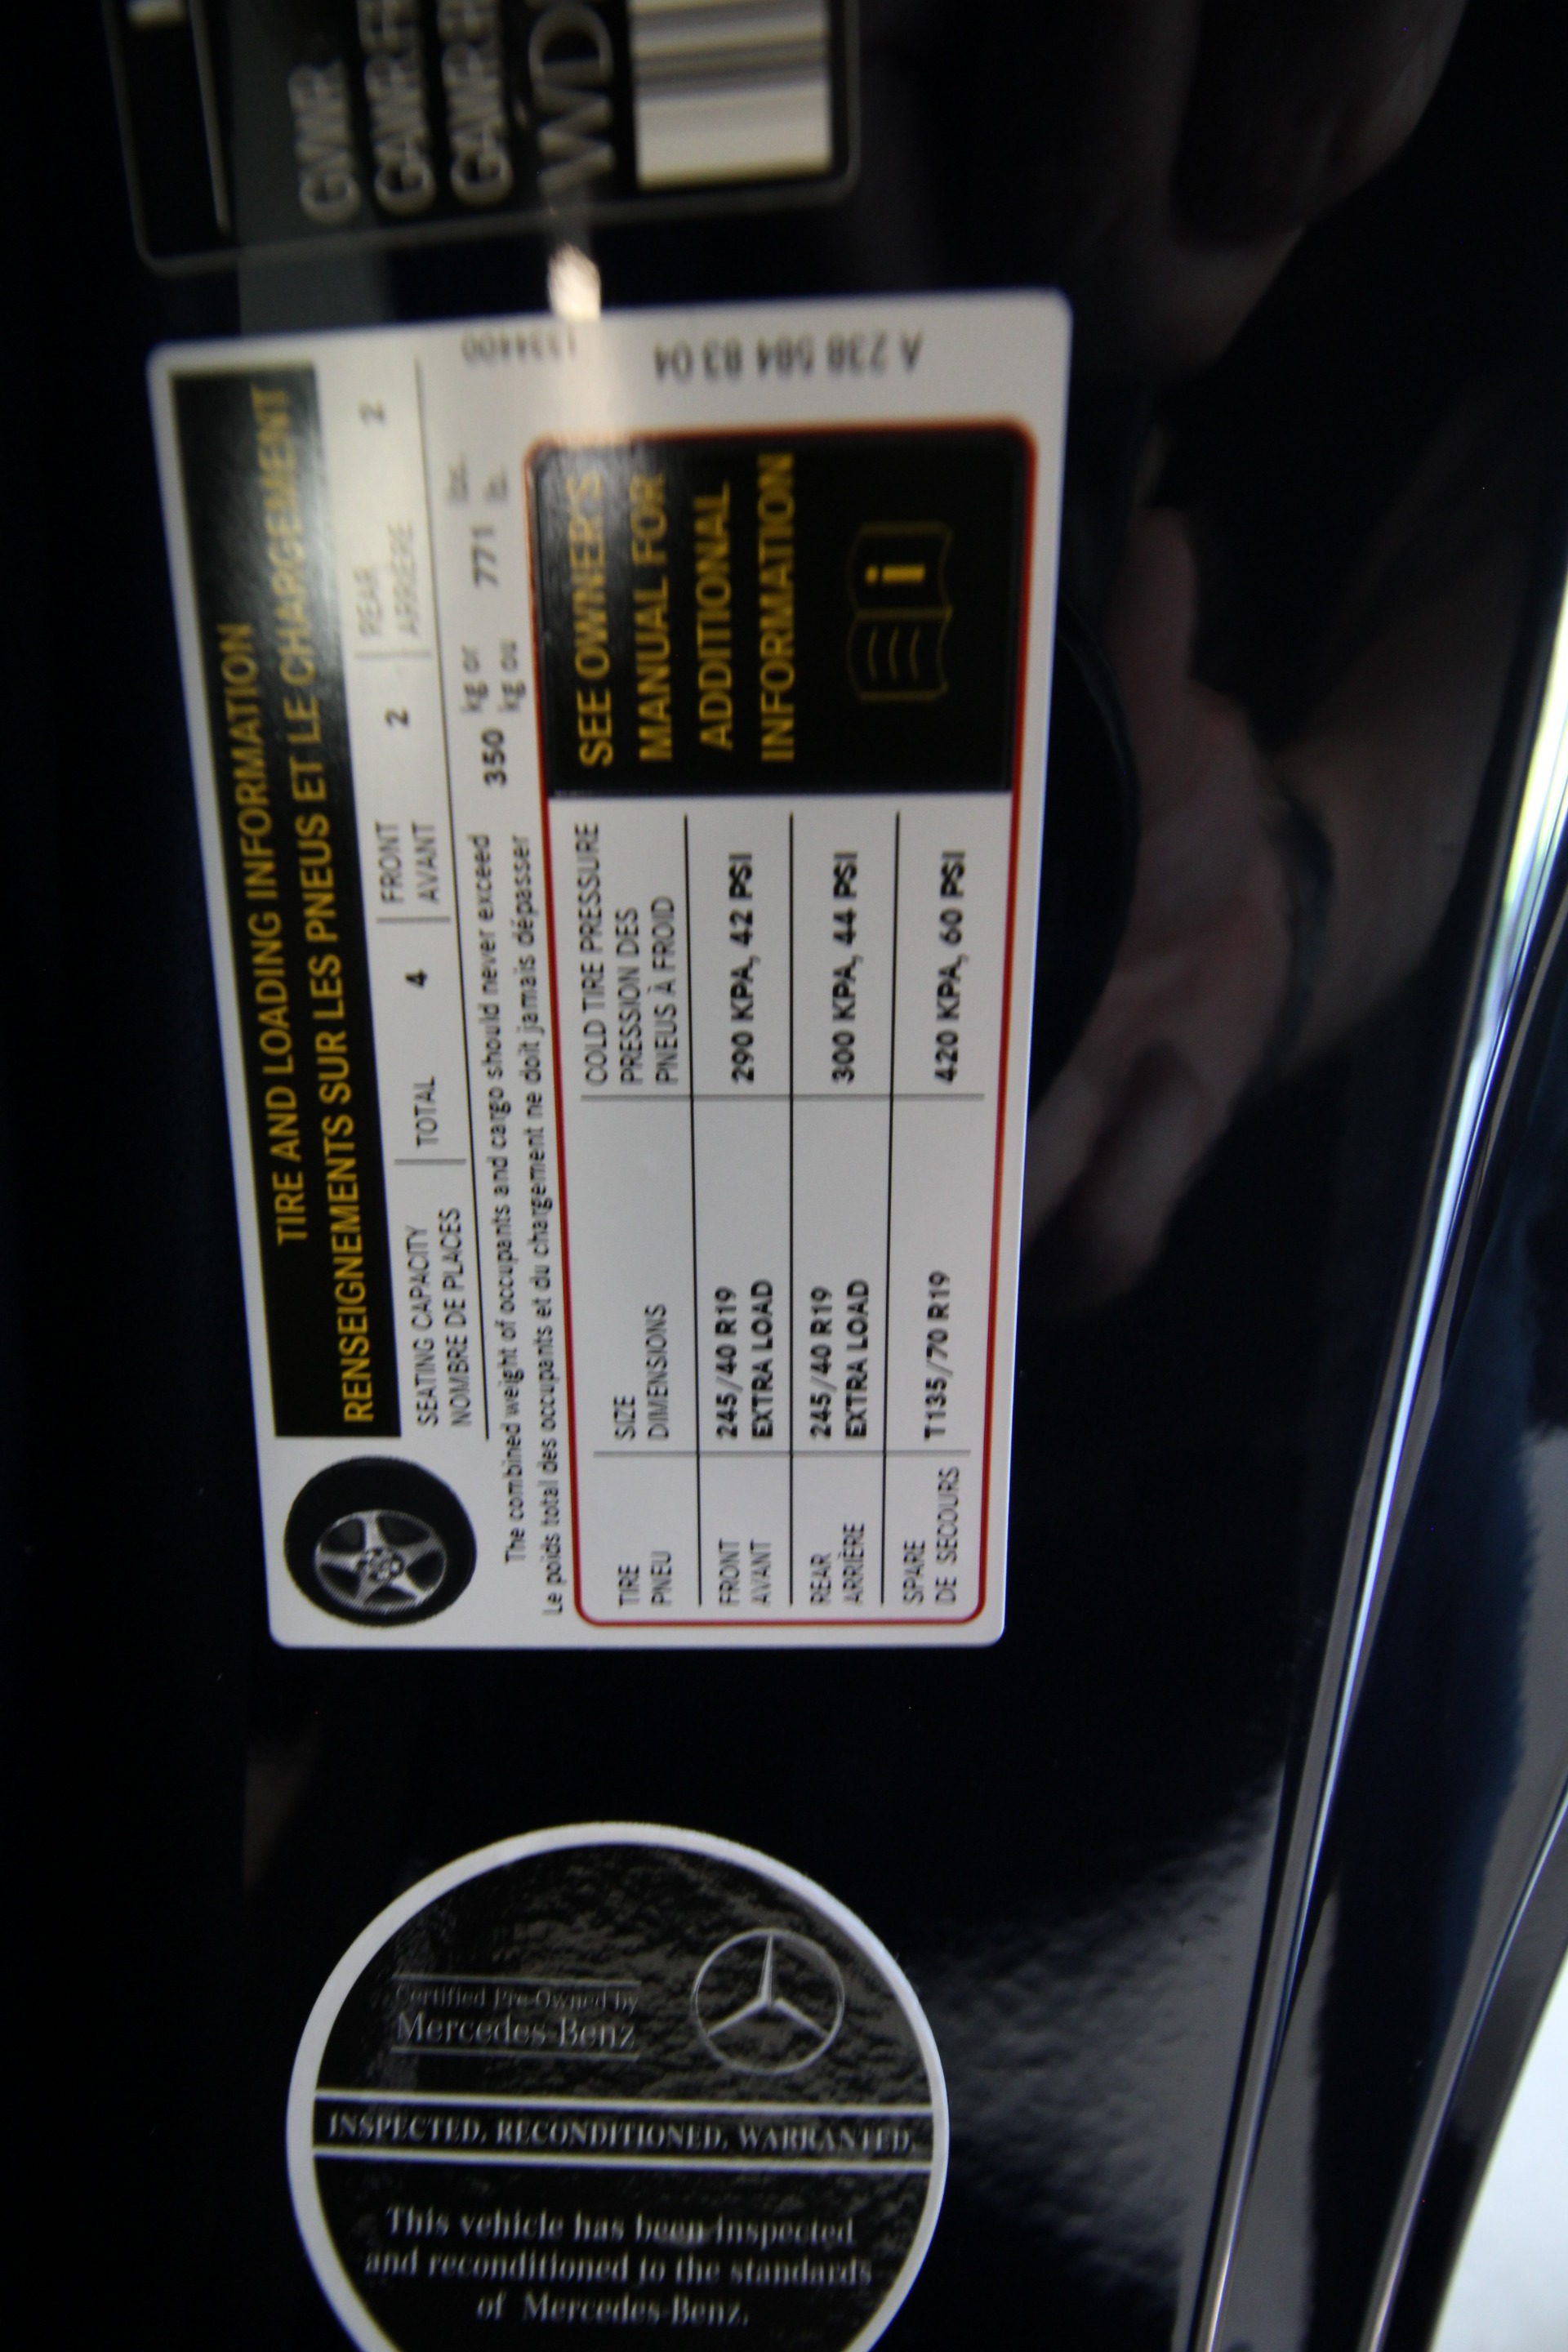 GVWR
GAWR
GAWR
WD
TIRE AND LOADING INFORMATION
RENSEIGNEMENTS SUR LES PNEUS ET LE CHARGEMENT
SEATING CAPACITY
NOMBRE DE PLACES
TOTAL 4
FRONT
AVANT
2
REAR
ARRIÈRE
2
The combined weight of occupants and cargo should never exceed 350 kg or 771 lbs.
Le poids total des occupants et du chargement ne doit jamais dépasser kg ou lb.
TIRE
PNEU
SIZE
DIMENSIONS
COLD TIRE PRESSURE
PRESSION DES
PNEUS À FROID
FRONT
AVANT
245/40 R19
EXTRA LOAD
290 KPA, 42 PSI
REAR
ARRIÈRE
245/40 R19
EXTRA LOAD
300 KPA, 44 PSI
SPARE
DE SECOURS
T135/70 R19
420 KPA, 60 PSI
SEE OWNER'S
MANUAL FOR
ADDITIONAL
INFORMATION
i
A 238 584 83 04
Certified Pre-Owned by
Mercedes-Benz
INSPECTED. RECONDITIONED. WARRANTED.
This vehicle has been inspected
and reconditioned to the standards
of Mercedes-Benz.